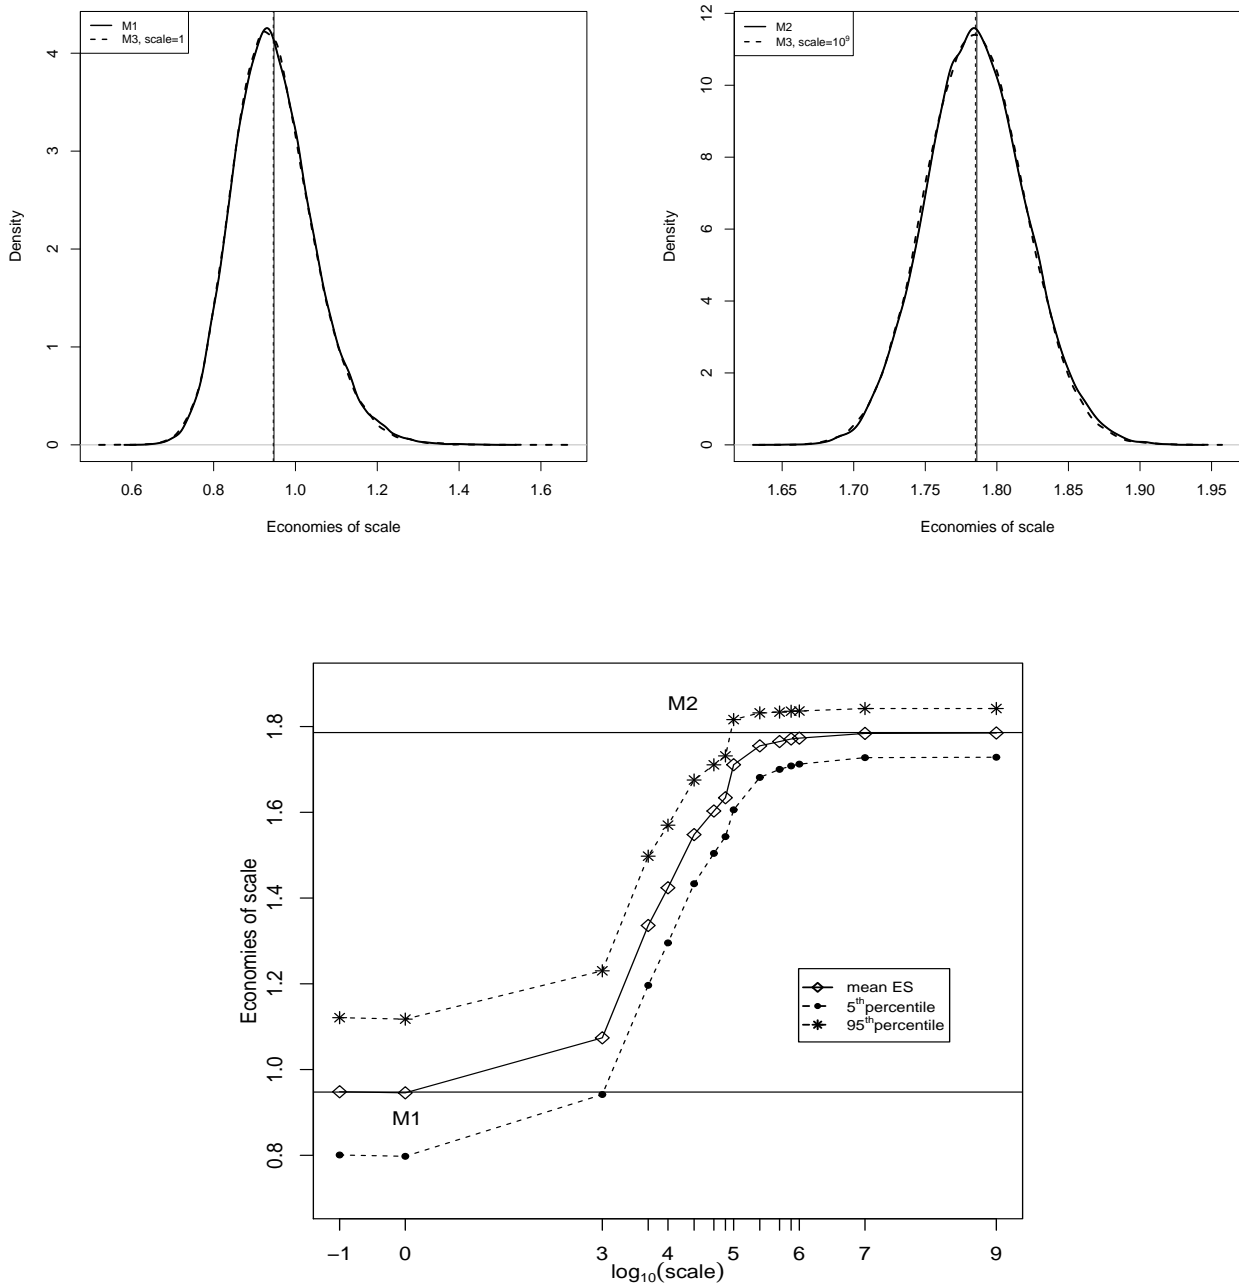 M1
M3, scale=1
Density
0 1 2 3 4
0.6 0.8 1.0 1.2 1.4 1.6
Economies of scale
M2
M3, scale=10⁹
Density
0 2 4 6 8 10 12
1.65 1.70 1.75 1.80 1.85 1.90 1.95
Economies of scale
M2
M1
mean ES
5ᵗʰpercentile
95ᵗʰpercentile
Economies of scale
0.8 1.0 1.2 1.4 1.6 1.8
−1 0 3 4 5 6 7 9
log₁₀(scale)